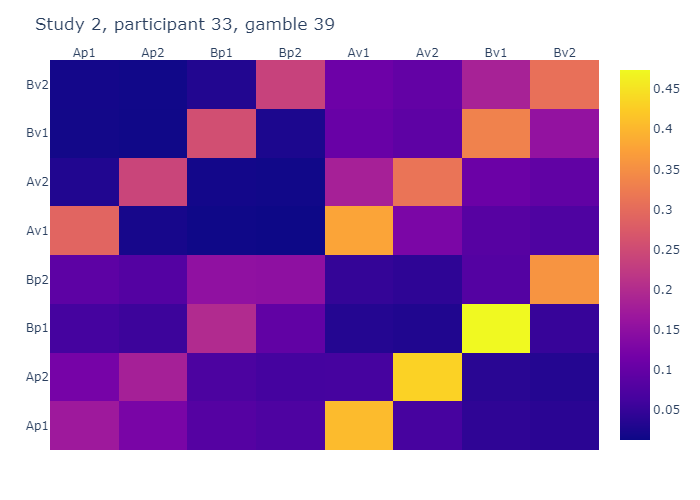 Study 2, participant 33, gamble 39
Ap1 Ap2 Bp1 Bp2 Av1 Av2 Bv1 Bv2
Bv2
Bv1
Av2
Av1
Bp2
Bp1
Ap2
Ap1
0.45
0.4
0.35
0.3
0.25
0.2
0.15
0.1
0.05